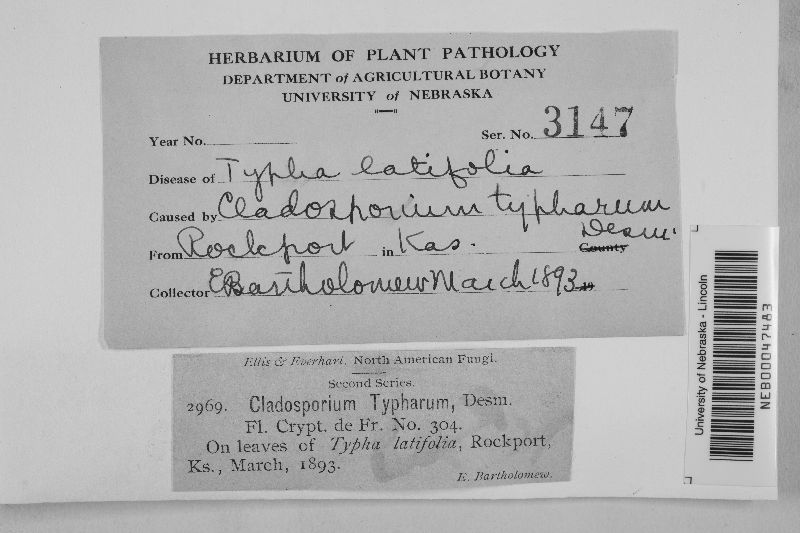 HERBARIUM OF PLANT PATHOLOGY
DEPARTMENT of AGRICULTURAL BOTANY
UNIVERSITY of NEBRASKA
Year No. Ser. No. 3147
Disease of Typha latifolia
Caused by Cladosporium typharum
Desm.
From Rockport in Kas. County
Collector E Bartholomew March 1893 19
Ellis & Everhart, North American Fungi.
Second Series.
2969. Cladosporium Typharum, Desm.
Fl. Crypt. de Fr. No. 304.
On leaves of Typha latifolia, Rockport,
Ks., March, 1893.
E. Bartholomew.
University of Nebraska - Lincoln
NEB00047483